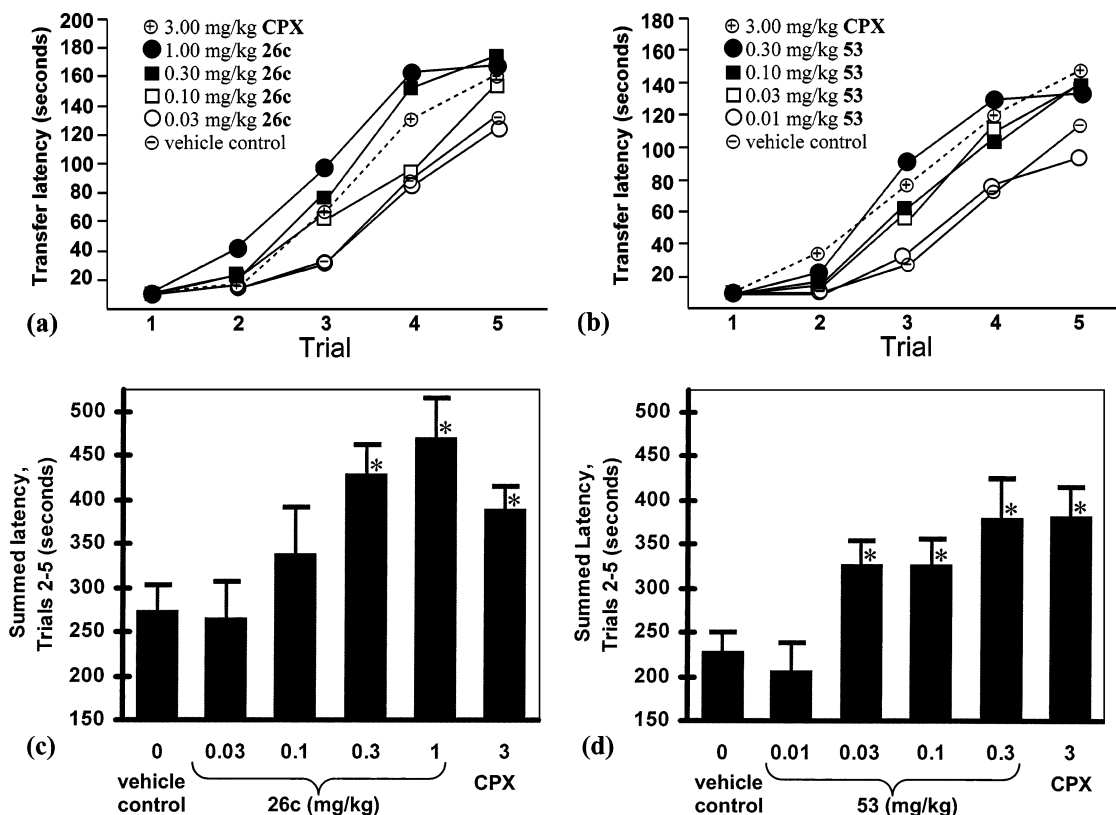 200
180
160
140
120
100
80
60
40
20
Transfer latency (seconds)
⊕ 3.00 mg/kg CPX
● 1.00 mg/kg 26c
■ 0.30 mg/kg 26c
□ 0.10 mg/kg 26c
○ 0.03 mg/kg 26c
⊖ vehicle control
1 2 3 4 5
Trial
(a)
180
160
140
120
100
80
60
40
20
Transfer latency (seconds)
⊕ 3.00 mg/kg CPX
● 0.30 mg/kg 53
■ 0.10 mg/kg 53
□ 0.03 mg/kg 53
○ 0.01 mg/kg 53
⊖ vehicle control
1 2 3 4 5
Trial
(b)
500
450
400
350
300
250
200
150
Summed latency,
Trials 2-5 (seconds)
* * *
0 0.03 0.1 0.3 1 3
vehicle
control
26c (mg/kg)
CPX
(c)
500
450
400
350
300
250
200
150
Summed Latency,
Trials 2-5 (seconds)
* * * *
0 0.01 0.03 0.1 0.3 3
vehicle
control
53 (mg/kg)
CPX
(d)